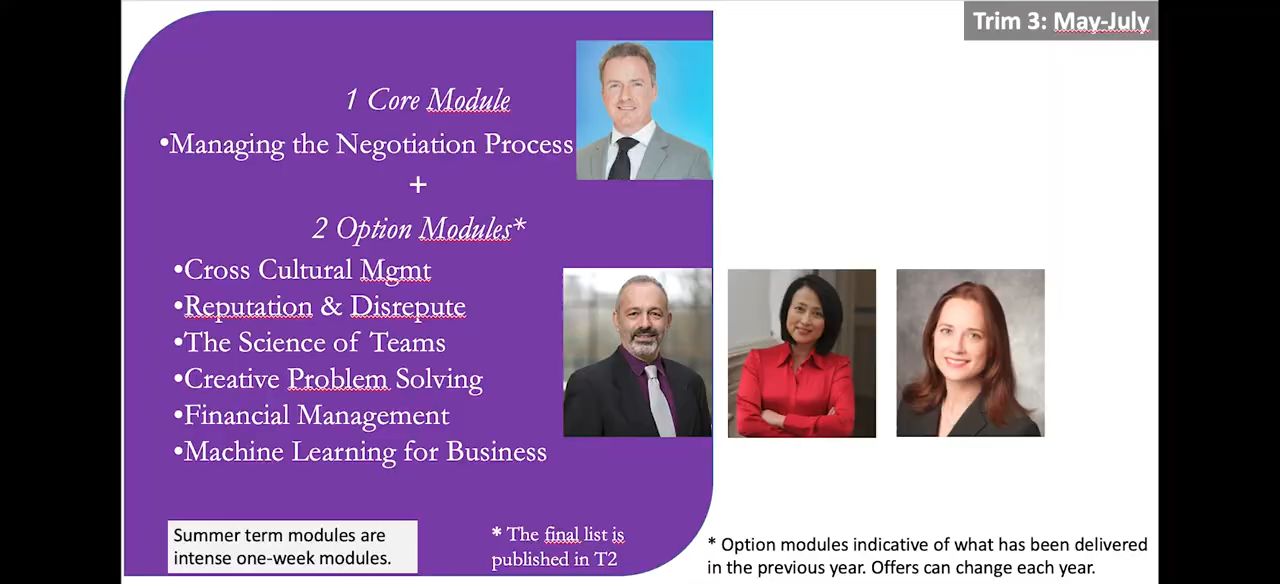 Trim 3: May-July
1 Core Module
•Managing the Negotiation Process
+
2 Option Modules*
•Cross Cultural Mgmt
•Reputation & Disrepute
•The Science of Teams
•Creative Problem Solving
•Financial Management
•Machine Learning for Business
Summer term modules are
intense one-week modules.
* The final list is
published in T2
* Option modules indicative of what has been delivered
in the previous year. Offers can change each year.